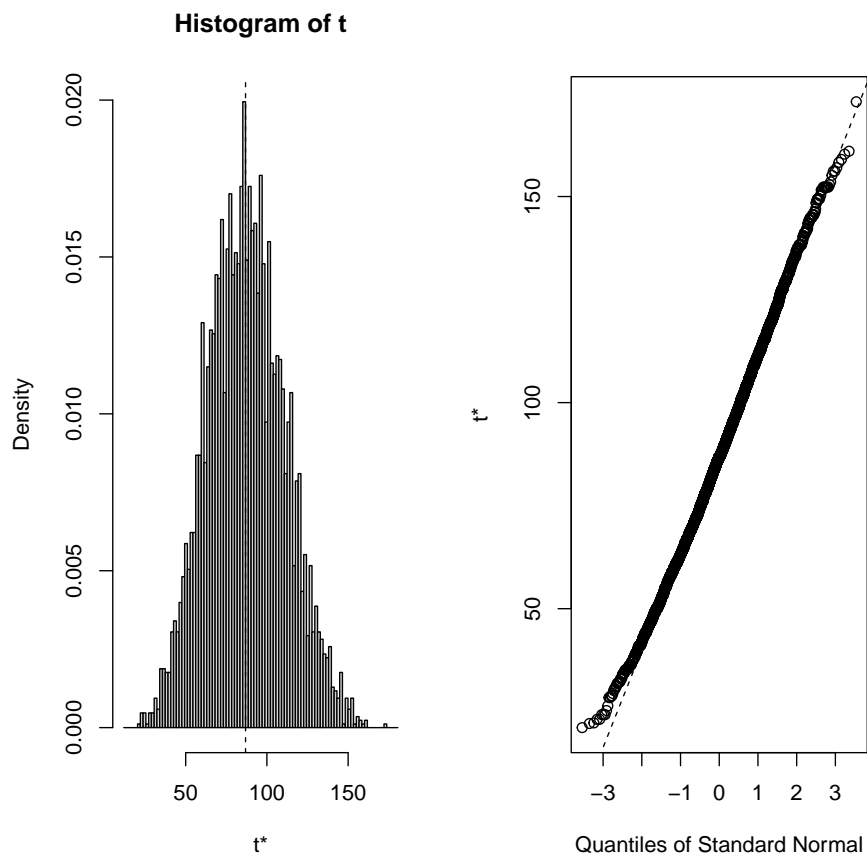 Histogram of t
Density
0.000
0.005
0.010
0.015
0.020
50 100 150
t*
t*
50
100
150
−3 −1 0 1 2 3
Quantiles of Standard Normal